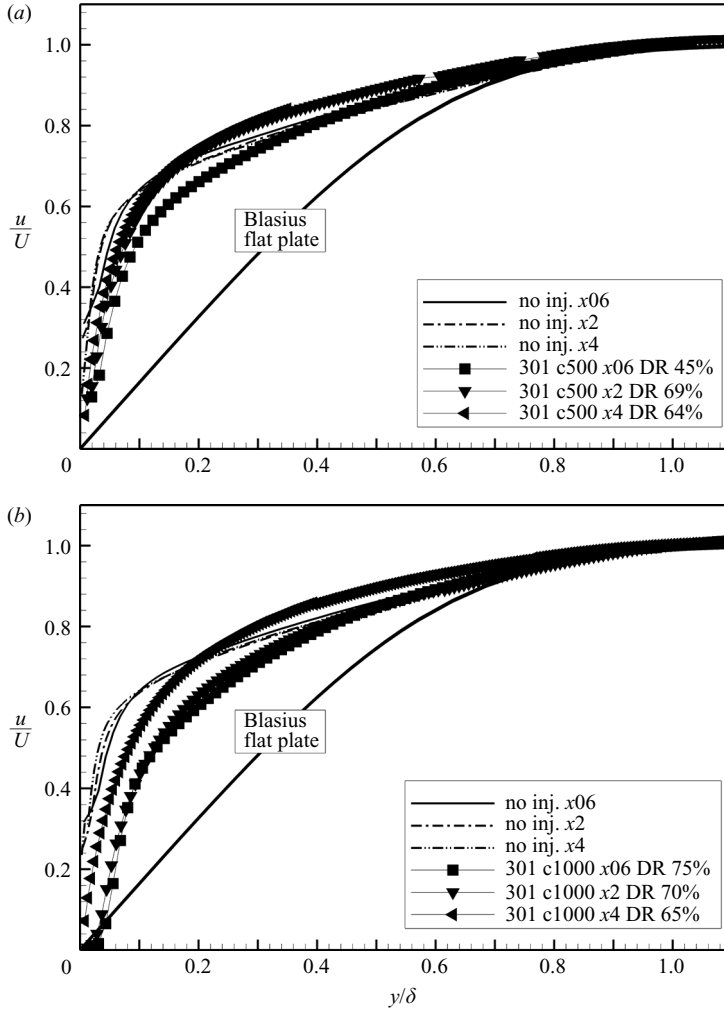 (a)
1.0
0.8
u
U
0.6
0.4
0.2
0
Blasius
flat plate
no inj. x06
no inj. x2
no inj. x4
301 c500 x06 DR 45%
301 c500 x2 DR 69%
301 c500 x4 DR 64%
0.2
0.4
0.6
0.8
1.0
(b)
1.0
0.8
u
U
0.6
0.4
0.2
0
Blasius
flat plate
no inj. x06
no inj. x2
no inj. x4
301 c1000 x06 DR 75%
301 c1000 x2 DR 70%
301 c1000 x4 DR 65%
0.2
0.4
0.6
0.8
1.0
y/δ